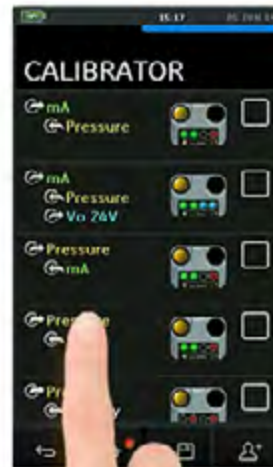 15:17
CALIBRATOR
mA
Pressure
mA
Pressure
Vo 24V
Pressure
mA